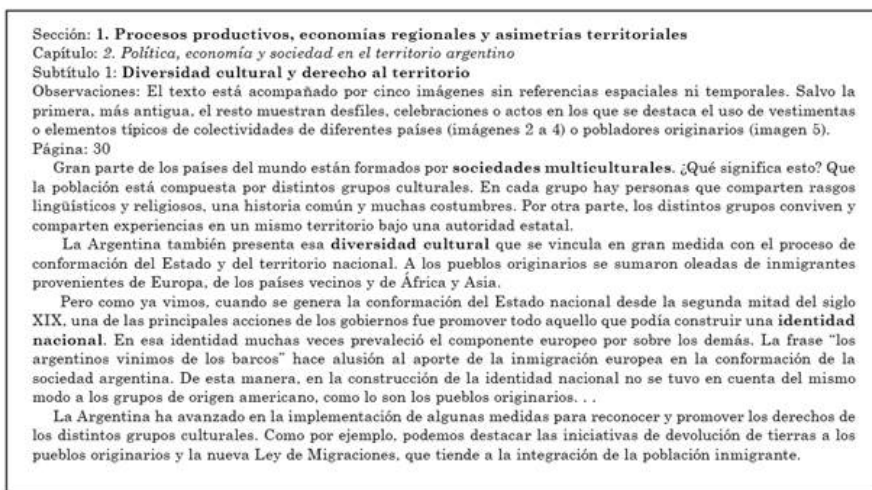 Sección: 1. Procesos productivos, economías regionales y asimetrías territoriales
Capítulo: 2. Política, economía y sociedad en el territorio argentino
Subtítulo 1: Diversidad cultural y derecho al territorio
Observaciones: El texto está acompañado por cinco imágenes sin referencias espaciales ni temporales. Salvo la
primera, más antigua, el resto muestran desfiles, celebraciones o actos en los que se destaca el uso de vestimentas
o elementos típicos de colectividades de diferentes países (imágenes 2 a 4) o pobladores originarios (imagen 5).
Página: 30
Gran parte de los países del mundo están formados por sociedades multiculturales. ¿Qué significa esto? Que
la población está compuesta por distintos grupos culturales. En cada grupo hay personas que comparten rasgos
lingüísticos y religiosos, una historia común y muchas costumbres. Por otra parte, los distintos grupos conviven y
comparten experiencias en un mismo territorio bajo una autoridad estatal.
La Argentina también presenta esa diversidad cultural que se vincula en gran medida con el proceso de
conformación del Estado y del territorio nacional. A los pueblos originarios se sumaron oleadas de inmigrantes
provenientes de Europa, de los países vecinos y de África y Asia.
Pero como ya vimos, cuando se genera la conformación del Estado nacional desde la segunda mitad del siglo
XIX, una de las principales acciones de los gobiernos fue promover todo aquello que podía construir una identidad
nacional. En esa identidad muchas veces prevaleció el componente europeo por sobre los demás. La frase "los
argentinos vinimos de los barcos" hace alusión al aporte de la inmigración europea en la conformación de la
sociedad argentina. De esta manera, en la construcción de la identidad nacional no se tuvo en cuenta del mismo
modo a los grupos de origen americano, como lo son los pueblos originarios. . .
La Argentina ha avanzado en la implementación de algunas medidas para reconocer y promover los derechos de
los distintos grupos culturales. Como por ejemplo, podemos destacar las iniciativas de devolución de tierras a los
pueblos originarios y la nueva Ley de Migraciones, que tiende a la integración de la población inmigrante.